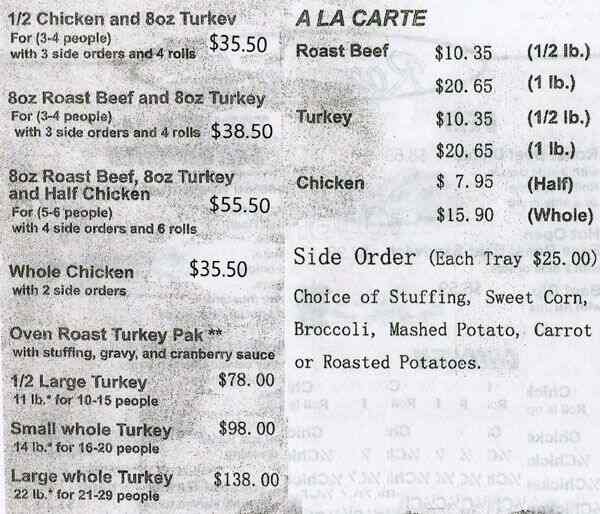 1/2 Chicken and 8oz Turkey
For (3-4 people)
with 3 side orders and 4 rolls $35.50
8oz Roast Beef and 8oz Turkey
For (3-4 people)
with 3 side orders and 4 rolls $38.50
8oz Roast Beef, 8oz Turkey
and Half Chicken
For (5-6 people) $55.50
with 4 side orders and 6 rolls
Whole Chicken $35.50
with 2 side orders
Oven Roast Turkey Pak **
with stuffing, gravy, and cranberry sauce
1/2 Large Turkey $78.00
11 lb.* for 10-15 people
Small whole Turkey $98.00
14 lb.* for 16-20 people
Large whole Turkey $138.00
22 lb.* for 21-29 people
A LA CARTE
Roast Beef $10.35 (1/2 lb.)
$20.65 (1 lb.)
Turkey $10.35 (1/2 lb.)
$20.65 (1 lb.)
Chicken $ 7.95 (Half)
$15.90 (Whole)
Side Order (Each Tray $25.00)
Choice of Stuffing, Sweet Corn,
Broccoli, Mashed Potato, Carrot
or Roasted Potatoes.